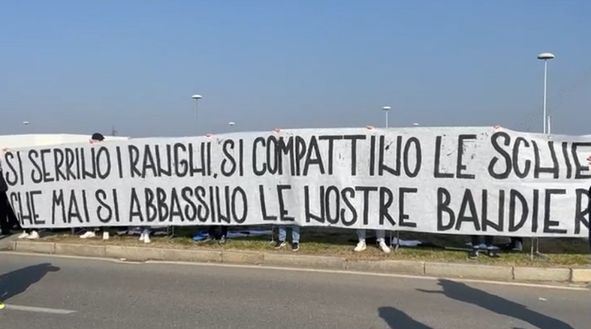 SI SERRINO I RANGHI, SI COMPATTINO LE SCHIE
CHE MAI SI ABBASSINO LE NOSTRE BANDIER